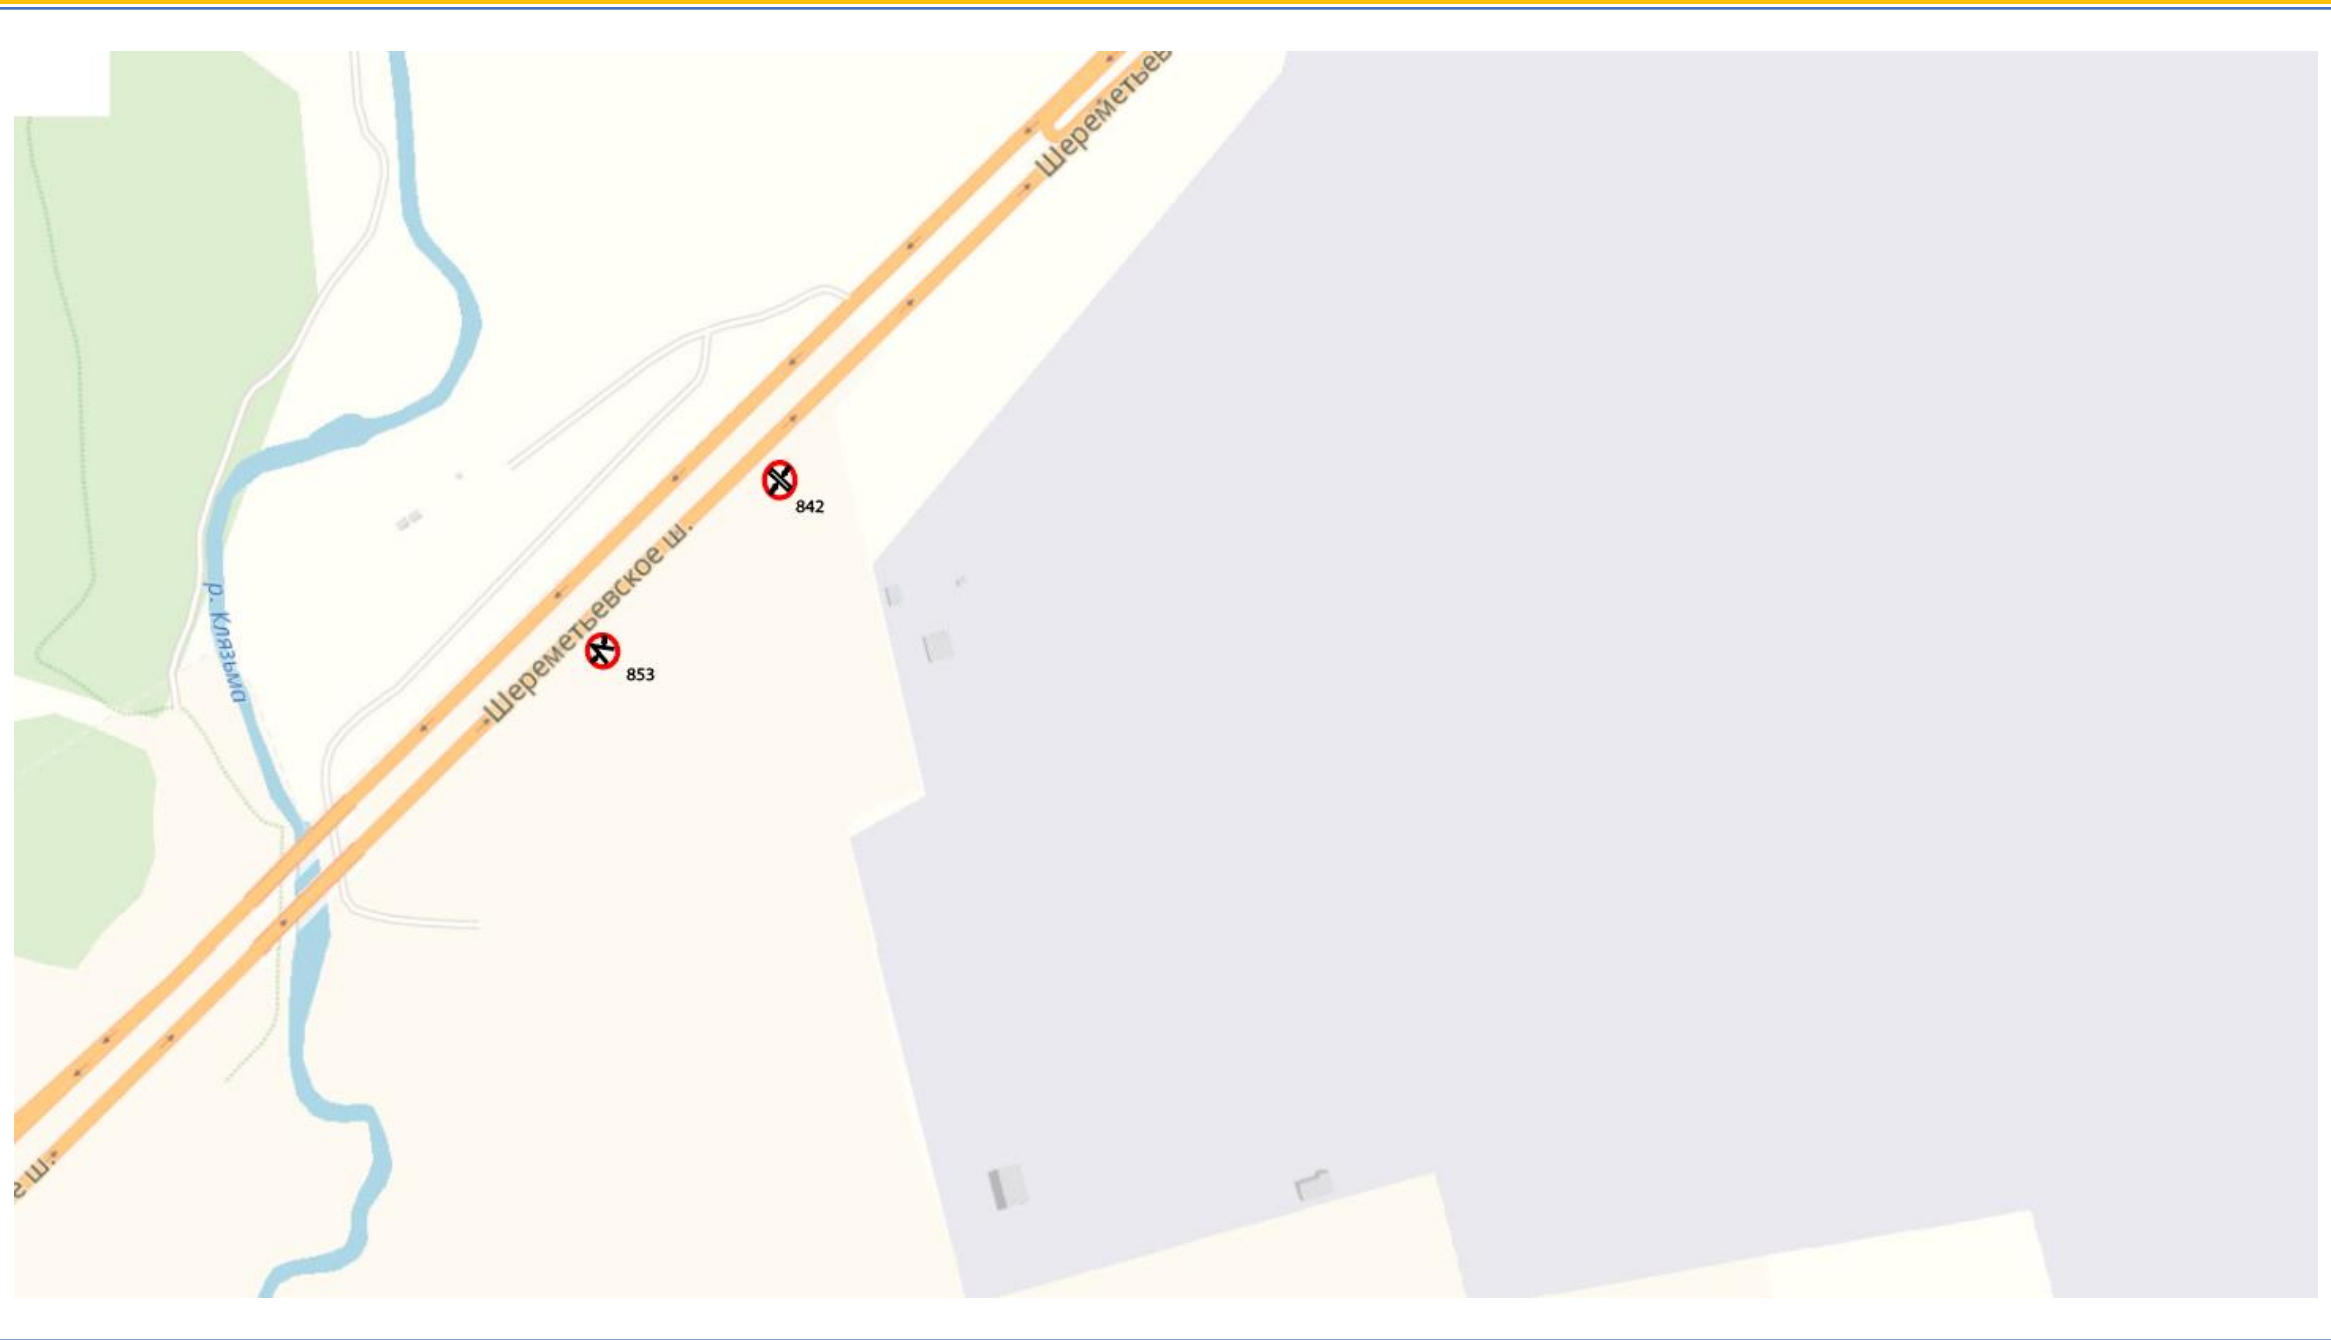 Шереметьев
842
Шереметьевское ш.
853
р. Клязьма
е ш.